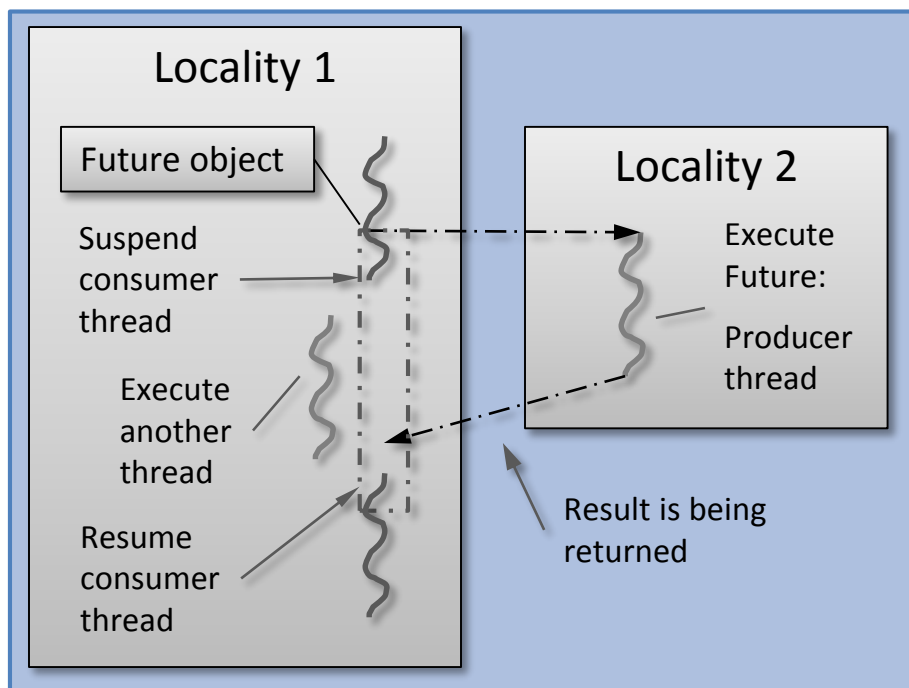 Locality 1
Future object
Suspend
consumer
thread
Execute
another
thread
Resume
consumer
thread
Locality 2
Execute
Future:
Producer
thread
Result is being
returned